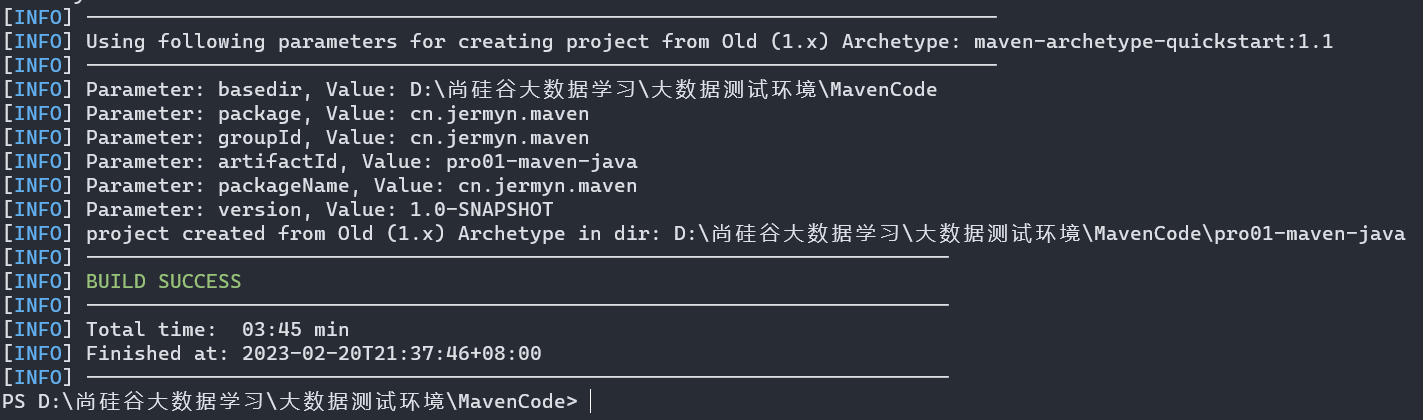 [INFO] ------------------------------------------------------------------------
[INFO] Using following parameters for creating project from Old (1.x) Archetype: maven-archetype-quickstart:1.1
[INFO] ------------------------------------------------------------------------
[INFO] Parameter: basedir, Value: D:\尚硅谷大数据学习\大数据测试环境\MavenCode
[INFO] Parameter: package, Value: cn.jermyn.maven
[INFO] Parameter: groupId, Value: cn.jermyn.maven
[INFO] Parameter: artifactId, Value: pro01-maven-java
[INFO] Parameter: packageName, Value: cn.jermyn.maven
[INFO] Parameter: version, Value: 1.0-SNAPSHOT
[INFO] project created from Old (1.x) Archetype in dir: D:\尚硅谷大数据学习\大数据测试环境\MavenCode\pro01-maven-java
[INFO] ------------------------------------------------------------------------
[INFO] BUILD SUCCESS
[INFO] ------------------------------------------------------------------------
[INFO] Total time:  03:45 min
[INFO] Finished at: 2023-02-20T21:37:46+08:00
[INFO] ------------------------------------------------------------------------
PS D:\尚硅谷大数据学习\大数据测试环境\MavenCode>